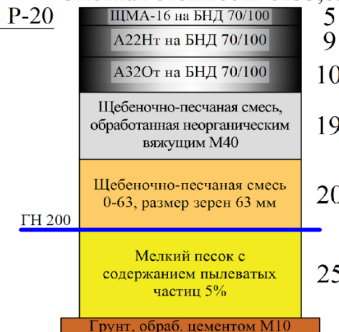 Р-20
ЩМА-16 на БНД 70/100
5
А22Нт на БНД 70/100
9
А32От на БНД 70/100
10
Щебеночно-песчаная смесь,
обработанная неорганическим
вяжущим М40
19
Щебеночно-песчаная смесь
0-63, размер зерен 63 мм
20
ГН 200
Мелкий песок с
содержанием пылеватых
частиц 5%
25
Грунт, обраб. цементом М10